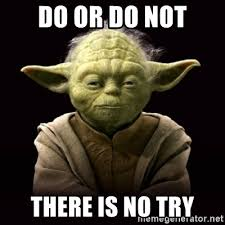 DO OR DO NOT
THERE IS NO TRY
memegenerator.net